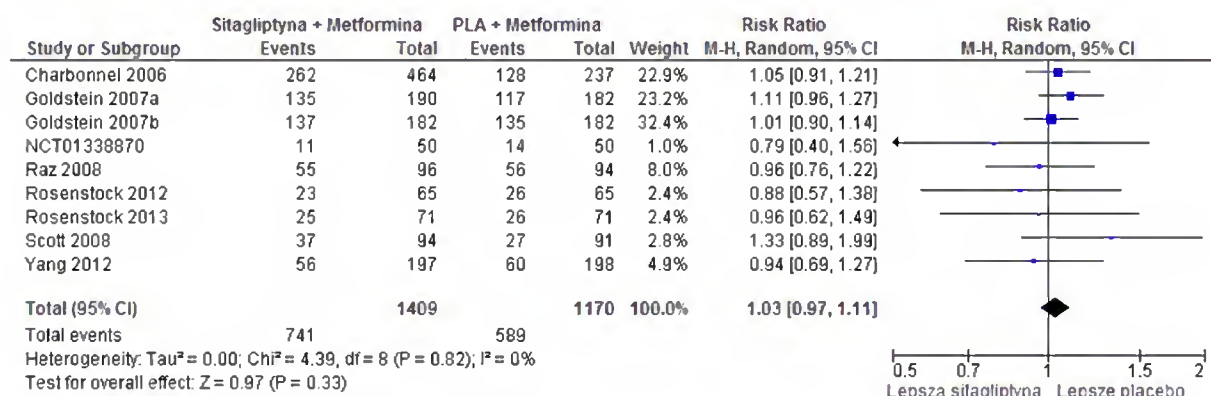 Sitagliptyna + Metformina PLA + Metformina Risk Ratio Risk Ratio
Study or Subgroup Events Total Events Total Weight M-H, Random, 95% CI M-H, Random, 95% CI
Charbonnel 2006 262 464 128 237 22.9% 1.05 [0.91, 1.21]
Goldstein 2007a 135 190 117 182 23.2% 1.11 [0.96, 1.27]
Goldstein 2007b 137 182 135 182 32.4% 1.01 [0.90, 1.14]
NCT01338870 11 50 14 50 1.0% 0.79 [0.40, 1.56]
Raz 2008 55 96 56 94 8.0% 0.96 [0.76, 1.22]
Rosenstock 2012 23 65 26 65 2.4% 0.88 [0.57, 1.38]
Rosenstock 2013 25 71 26 71 2.4% 0.96 [0.62, 1.49]
Scott 2008 37 94 27 91 2.8% 1.33 [0.89, 1.99]
Yang 2012 56 197 60 198 4.9% 0.94 [0.69, 1.27]
Total (95% CI) 1409 1170 100.0% 1.03 [0.97, 1.11]
Total events 741 589
Heterogeneity: Tau² = 0.00; Chi² = 4.39, df = 8 (P = 0.82); I² = 0%
Test for overall effect: Z = 0.97 (P = 0.33)
0.5 0.7 1 1.5 2
Lepsza sitagliptyna Lepsze placebo